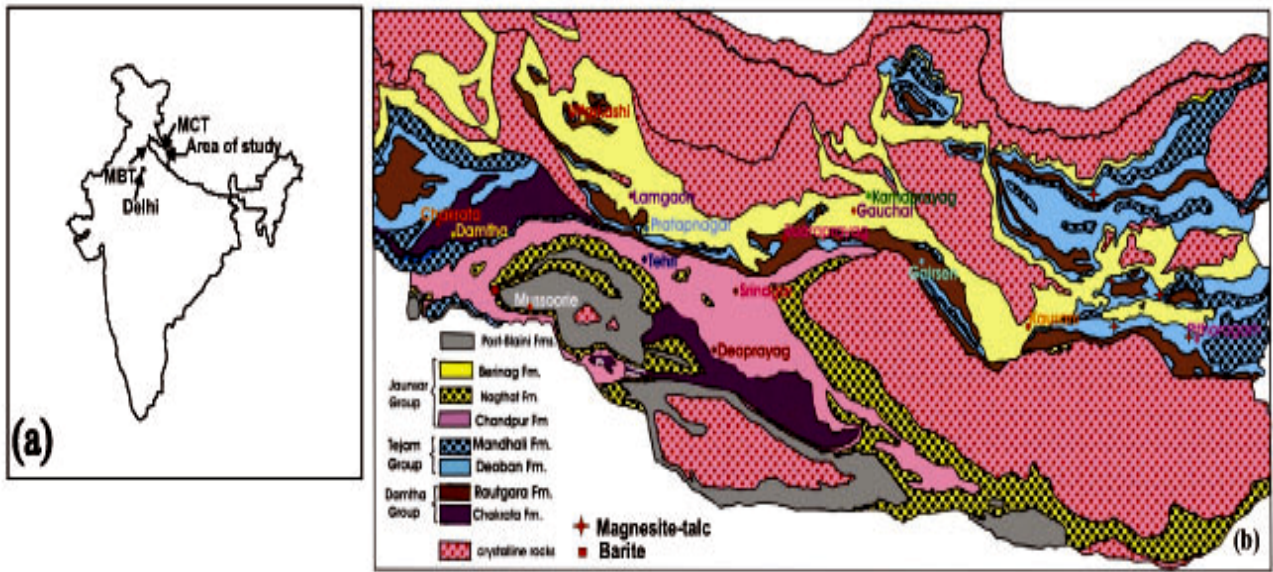 MCT
Area of study
MBT
Delhi
(a)
Lamgaon
Pratapnagar
Karnaprayag
Gauchar
Chakrata
Damtha
Tehri
Gairsen
Mussoorie
Deoprayag
Post-Blaini Fms.
Jaunsar
Group
Berinag Fm.
Nagthat Fm.
Chandpur Fm
Tejam
Group
Mandhali Fm.
Deoban Fm.
Damtha
Group
Rautgara Fm.
Chakrata Fm.
crystalline rocks
Magnesite-talc
Barite
(b)